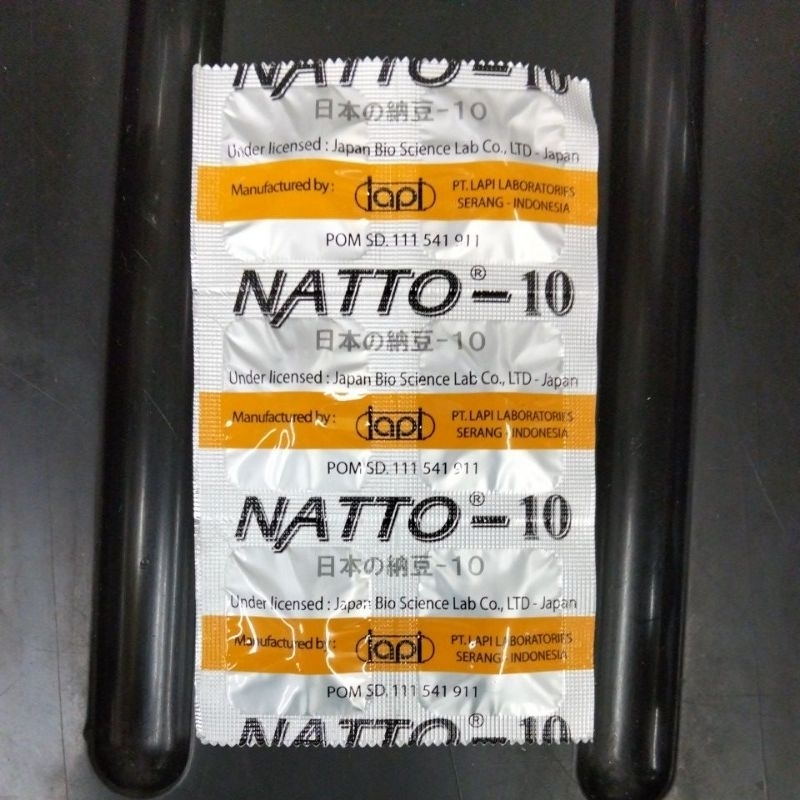 NATTO-10
日本の納豆-10
Under licensed : Japan Bio Science Lab Co., LTD - Japan
Manufactured by : lapi PT. LAPI LABORATORIES
SERANG - INDONESIA
POM SD. 111 541 911
NATTO®-10
日本の納豆-10
Under licensed : Japan Bio Science Lab Co., LTD - Japan
Manufactured by : lapi PT. LAPI LABORATORIES
SERANG - INDONESIA
POM SD. 111 541 911
NATTO®-10
日本の納豆-10
Under licensed : Japan Bio Science Lab Co., LTD - Japan
Manufactured by : lapi PT. LAPI LABORATORIES
SERANG - INDONESIA
POM SD. 111 541 911
NATTO®-10